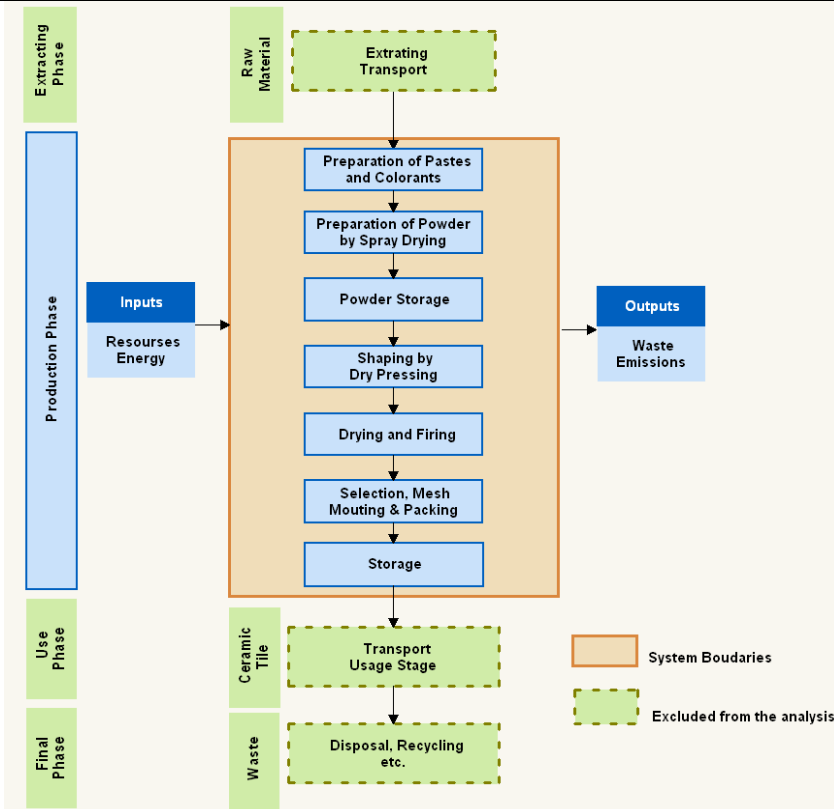 Extracting
Phase
Raw
Material
Extrating
Transport
Production Phase
Preparation of Pastes
and Colorants
Preparation of Powder
by Spray Drying
Powder Storage
Shaping by
Dry Pressing
Drying and Firing
Selection, Mesh
Mouting & Packing
Storage
Inputs
Resourses
Energy
Outputs
Waste
Emissions
Use
Phase
Ceramic
Tile
Transport
Usage Stage
System Boudaries
Excluded from the analysis
Final
Phase
Waste
Disposal, Recycling
etc.